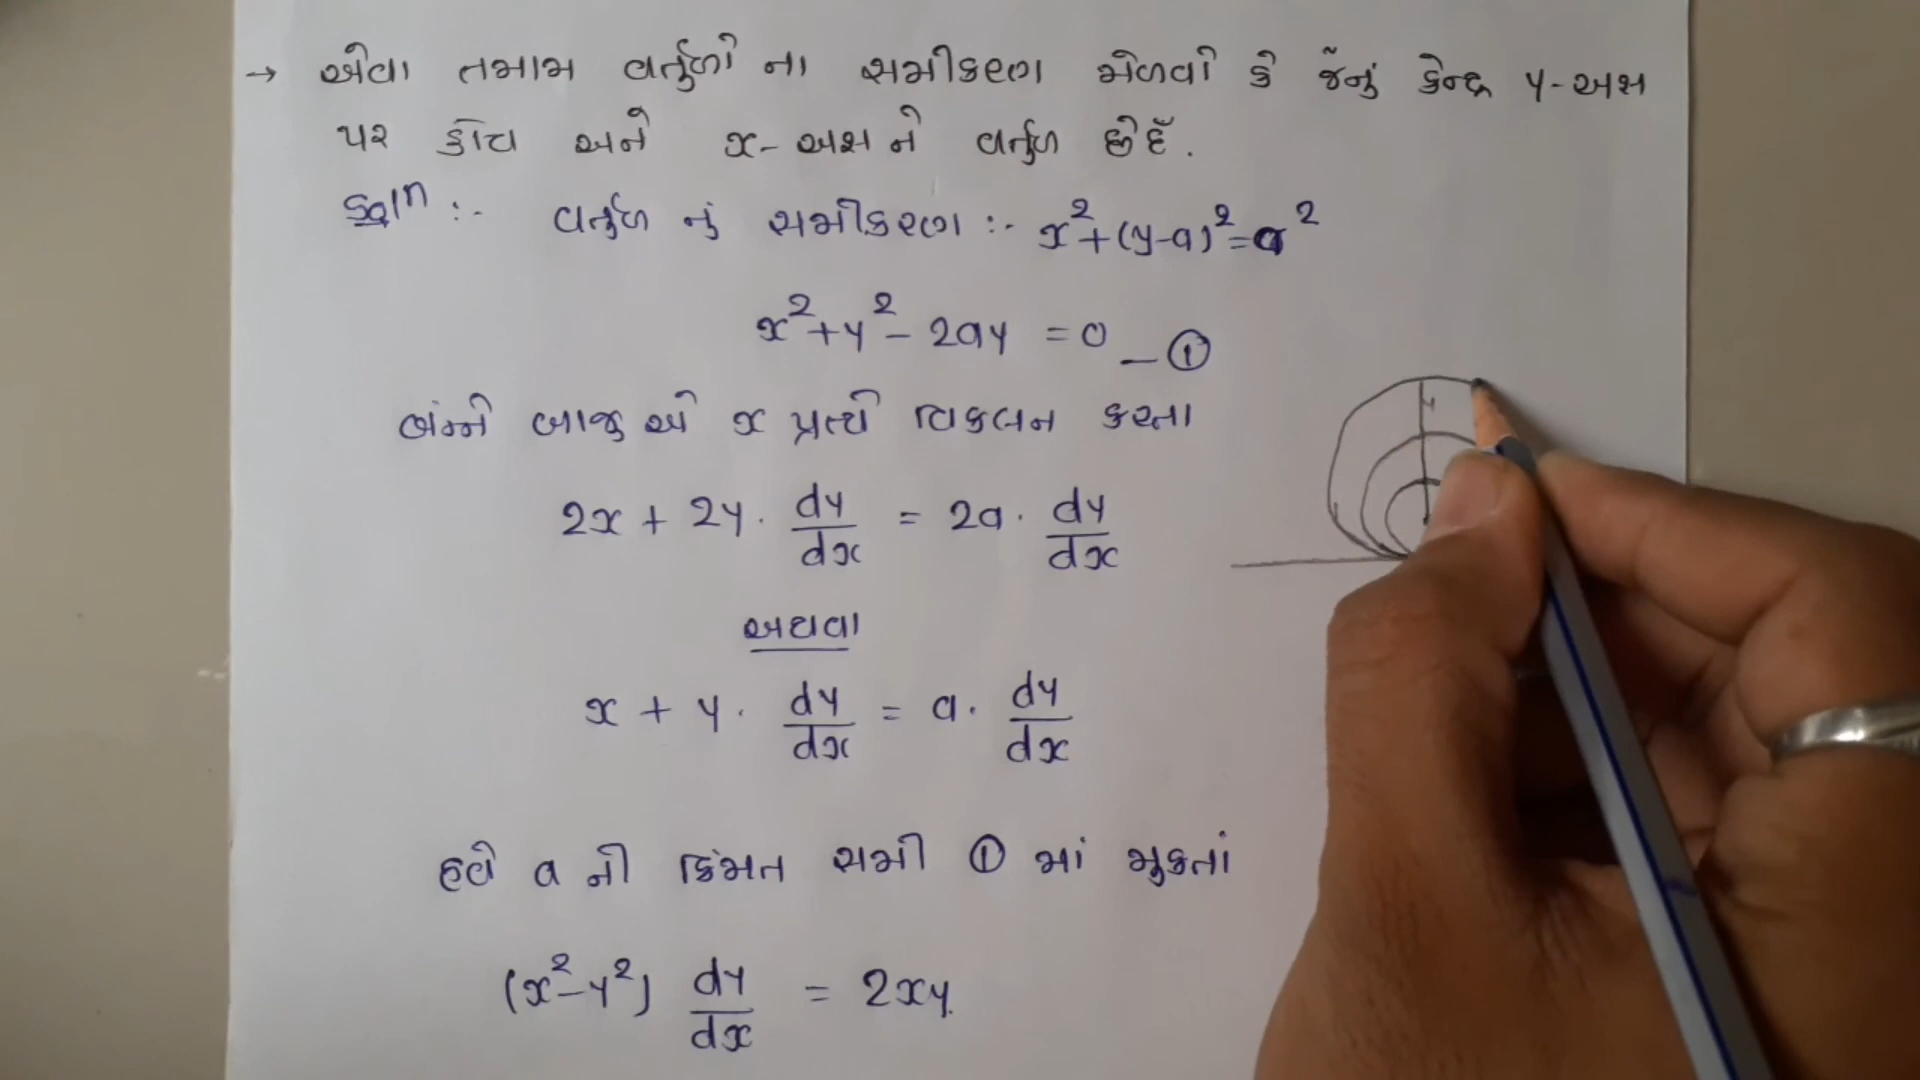 → એવા તમામ વર્તુળો ના સમીકરણ મેળવો કે જેનું કેન્દ્ર y-અક્ષ
પર હોય અને x-અક્ષ ને વર્તુળ છેદે.
Solⁿ :- વર્તુળ નું સમીકરણ :- x²+(y-a)²=a²
x²+y²-2ay = 0 — ①
બંન્ને બાજુ એ x પ્રત્યે વિકલન કરતા
2x + 2y · dy/dx = 2a · dy/dx
અથવા
x + y · dy/dx = a · dy/dx
હવે a ની કિંમત સમી ① માં મુકતાં
(x²-y²) dy/dx = 2xy.